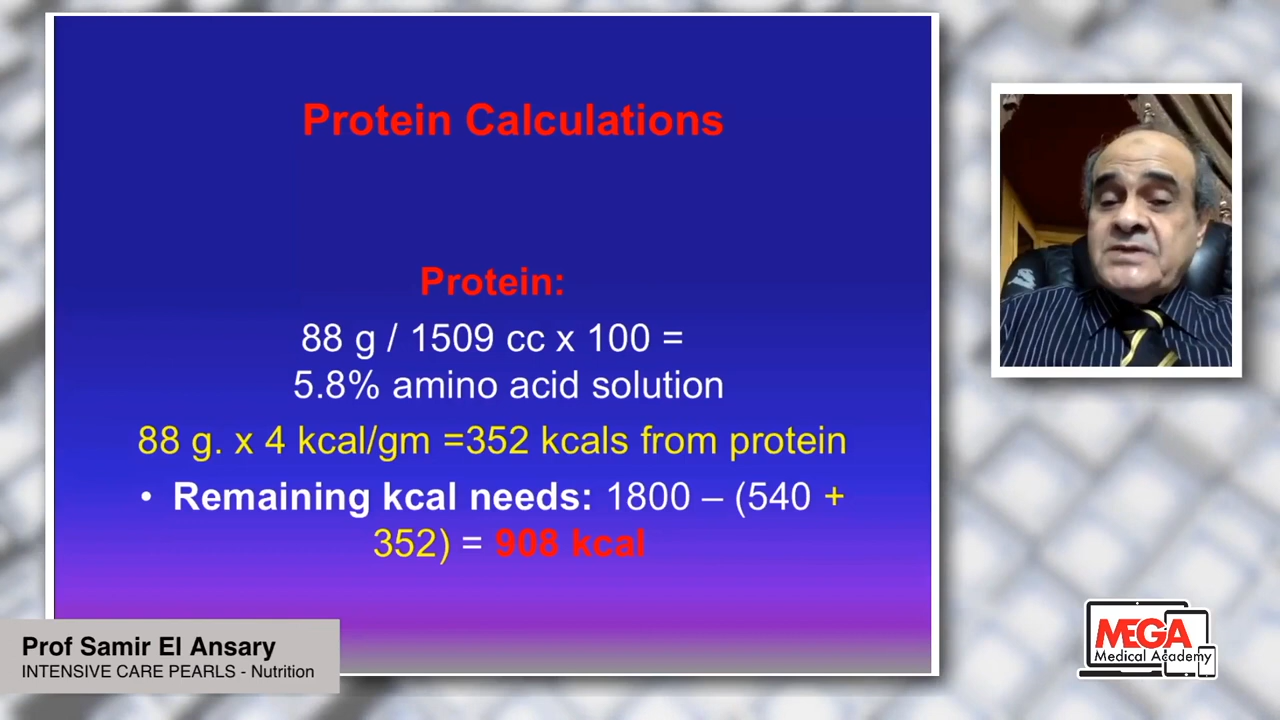 Protein Calculations
Protein:
88 g / 1509 cc x 100 =
5.8% amino acid solution
88 g. x 4 kcal/gm =352 kcals from protein
• Remaining kcal needs: 1800 – (540 +
352) = 908 kcal
Prof Samir El Ansary
INTENSIVE CARE PEARLS - Nutrition
MEGA
Medical Academy